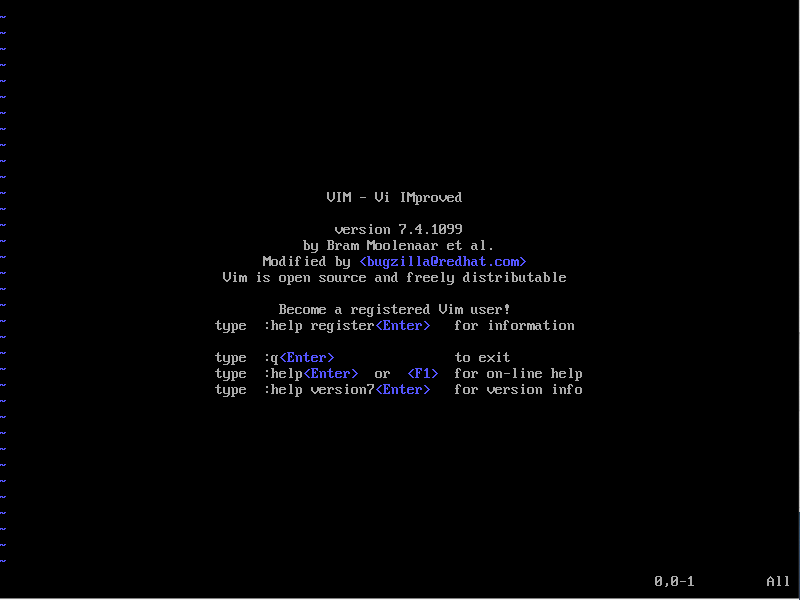 ~
~
~
~
~
~
~
~
~
~
~
~ VIM - Vi IMproved
~
~ version 7.4.1099
~ by Bram Moolenaar et al.
~ Modified by <bugzilla@redhat.com>
~ Vim is open source and freely distributable
~
~ Become a registered Vim user!
~ type :help register<Enter> for information
~
~ type :q<Enter> to exit
~ type :help<Enter> or <F1> for on-line help
~ type :help version7<Enter> for version info
~
~
~
~
~
~
~
~
~
~
~
0,0-1 All